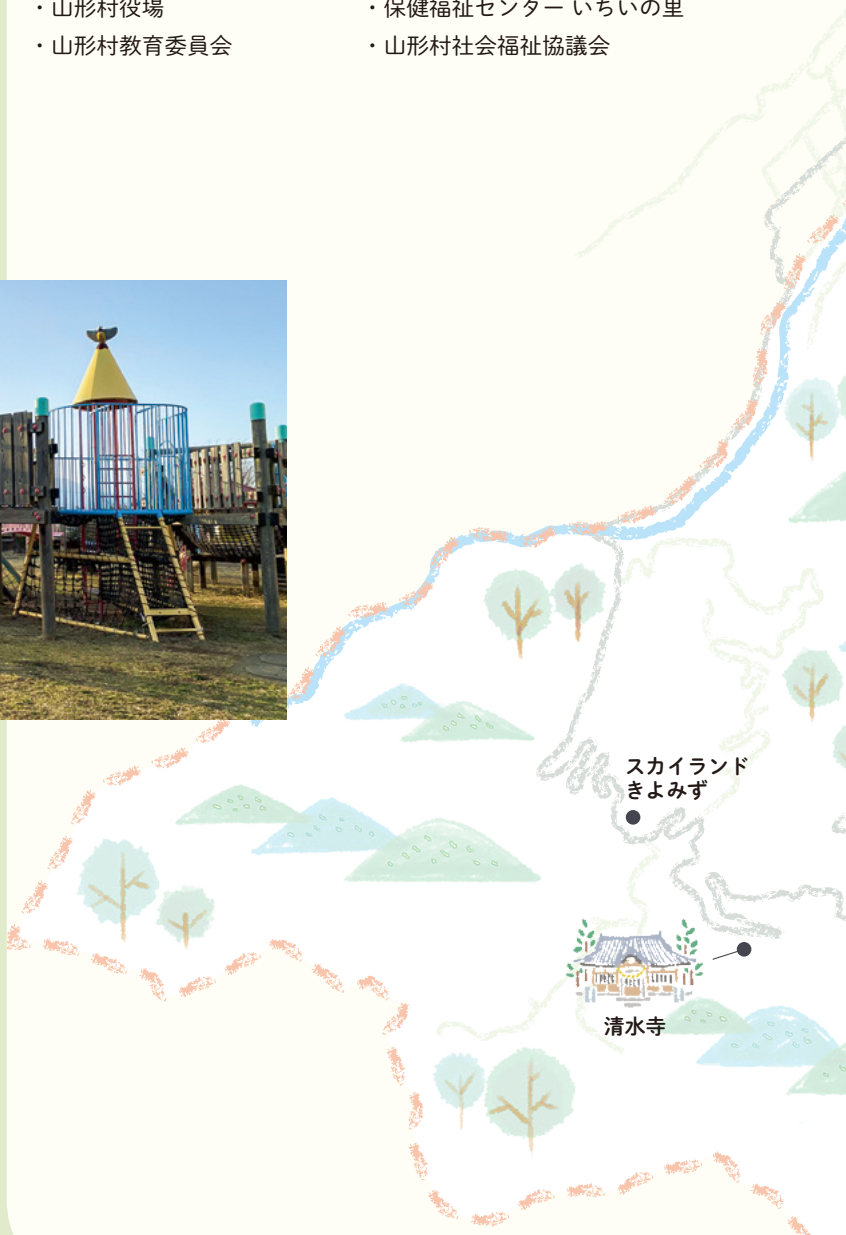 ・山形村役場
・保健福祉センター いちいの里
・山形村教育委員会
・山形村社会福祉協議会
スカイランド
きよみず
清水寺